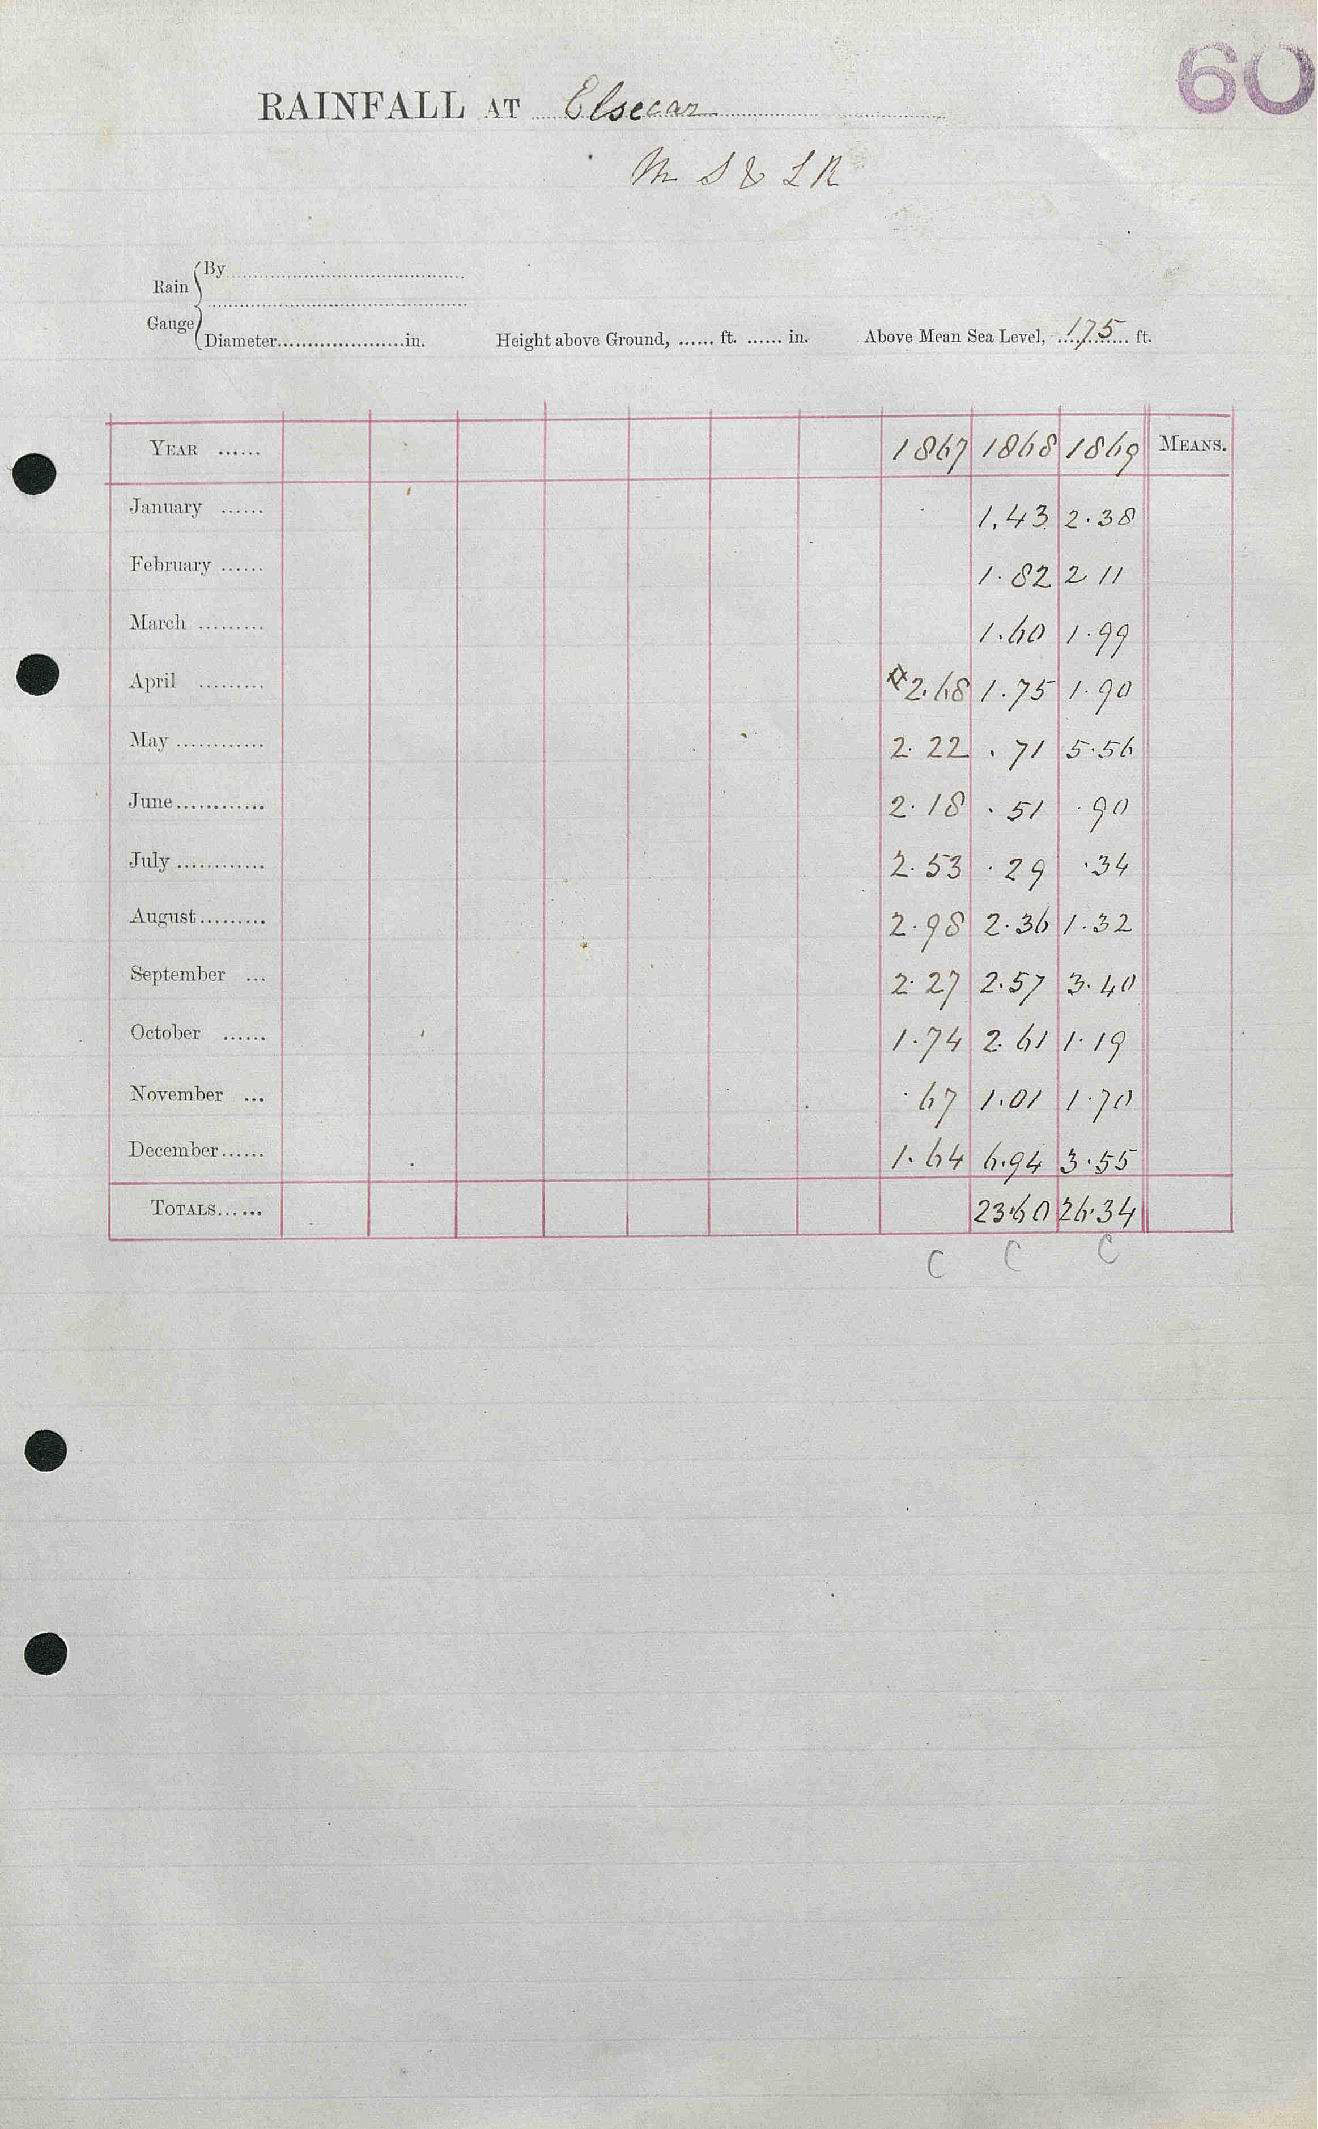 60
RAINFALL AT Elsecar
M S & L R
Rain Gauge
By
Diameter in. Height above Ground, ...... ft. ...... in. Above Mean Sea Level, 175 ft.
YEAR ...... 1867 1868 1869 MEANS.
January ...... 1.43 2.38
February ...... 1.82 2 11
March ......... 1.60 1.99
April ......... 2.68 1.75 1.90
May ............ 2.22 .71 5.56
June ............ 2.18 .51 .90
July ............ 2.53 .29 .34
August ......... 2.98 2.36 1.32
September ... 2.27 2.57 3.40
October ...... 1.74 2.61 1.19
November ... .67 1.01 1.70
December ...... 1.64 6.94 3.55
TOTALS ...... 23.60 26.34
C C C